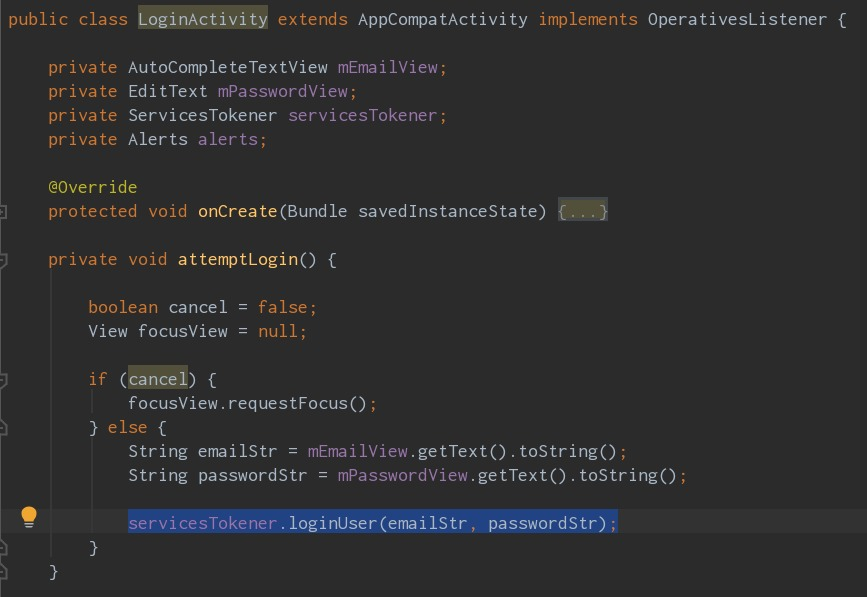 public class LoginActivity extends AppCompatActivity implements OperativesListener {
private AutoCompleteTextView mEmailView;
private EditText mPasswordView;
private ServicesTokener servicesTokener;
private Alerts alerts;
@Override
protected void onCreate(Bundle savedInstanceState) {...}
private void attemptLogin() {
boolean cancel = false;
View focusView = null;
if (cancel) {
focusView.requestFocus();
} else {
String emailStr = mEmailView.getText().toString();
String passwordStr = mPasswordView.getText().toString();
servicesTokener.loginUser(emailStr, passwordStr);
}
}